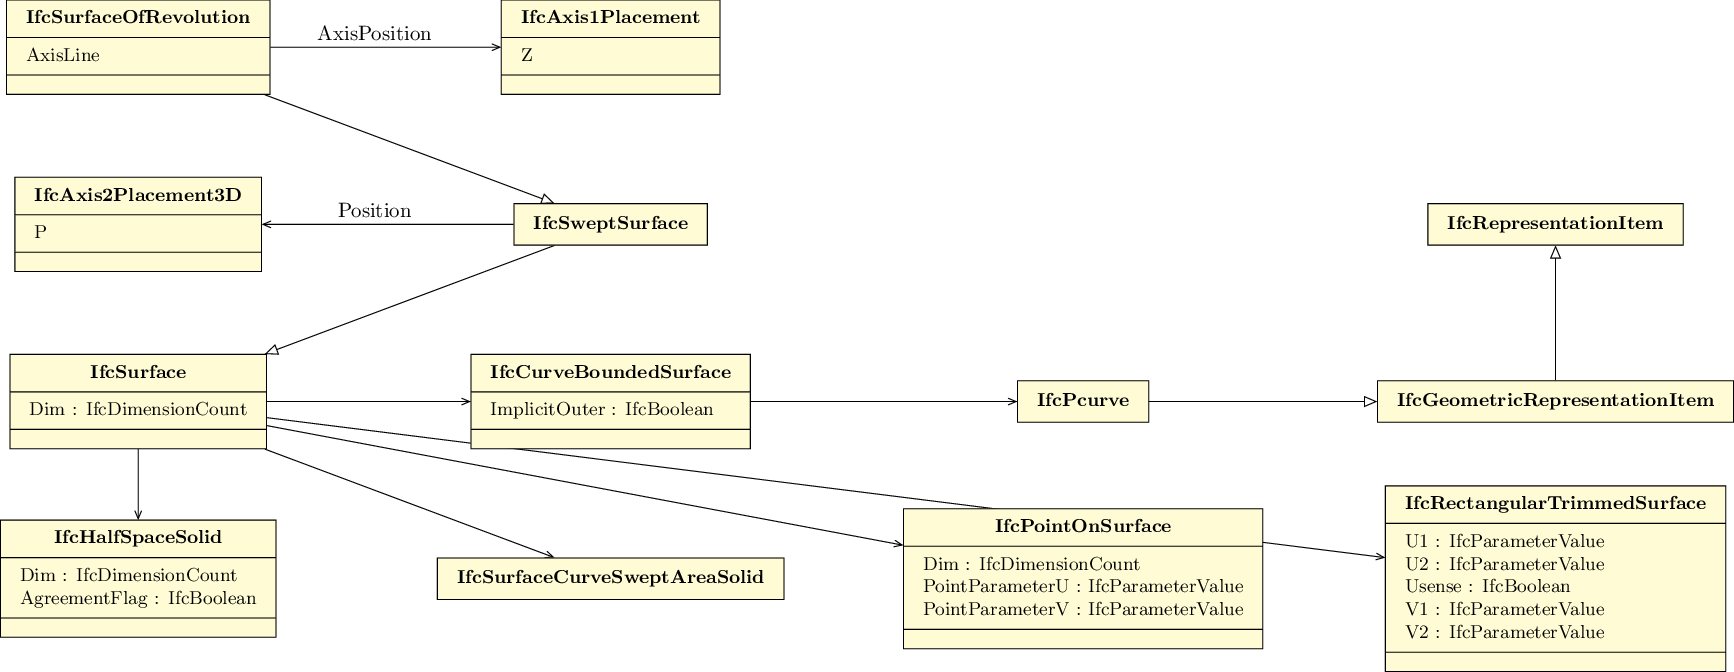 IfcSurfaceOfRevolution
AxisLine
AxisPosition
IfcAxis1Placement
Z
IfcAxis2Placement3D
P
Position
IfcSweptSurface
IfcRepresentationItem
IfcSurface
Dim : IfcDimensionCount
IfcCurveBoundedSurface
ImplicitOuter : IfcBoolean
IfcPcurve
IfcGeometricRepresentationItem
IfcHalfSpaceSolid
Dim : IfcDimensionCount
AgreementFlag : IfcBoolean
IfcSurfaceCurveSweptAreaSolid
IfcPointOnSurface
Dim : IfcDimensionCount
PointParameterU : IfcParameterValue
PointParameterV : IfcParameterValue
IfcRectangularTrimmedSurface
U1 : IfcParameterValue
U2 : IfcParameterValue
Usense : IfcBoolean
V1 : IfcParameterValue
V2 : IfcParameterValue